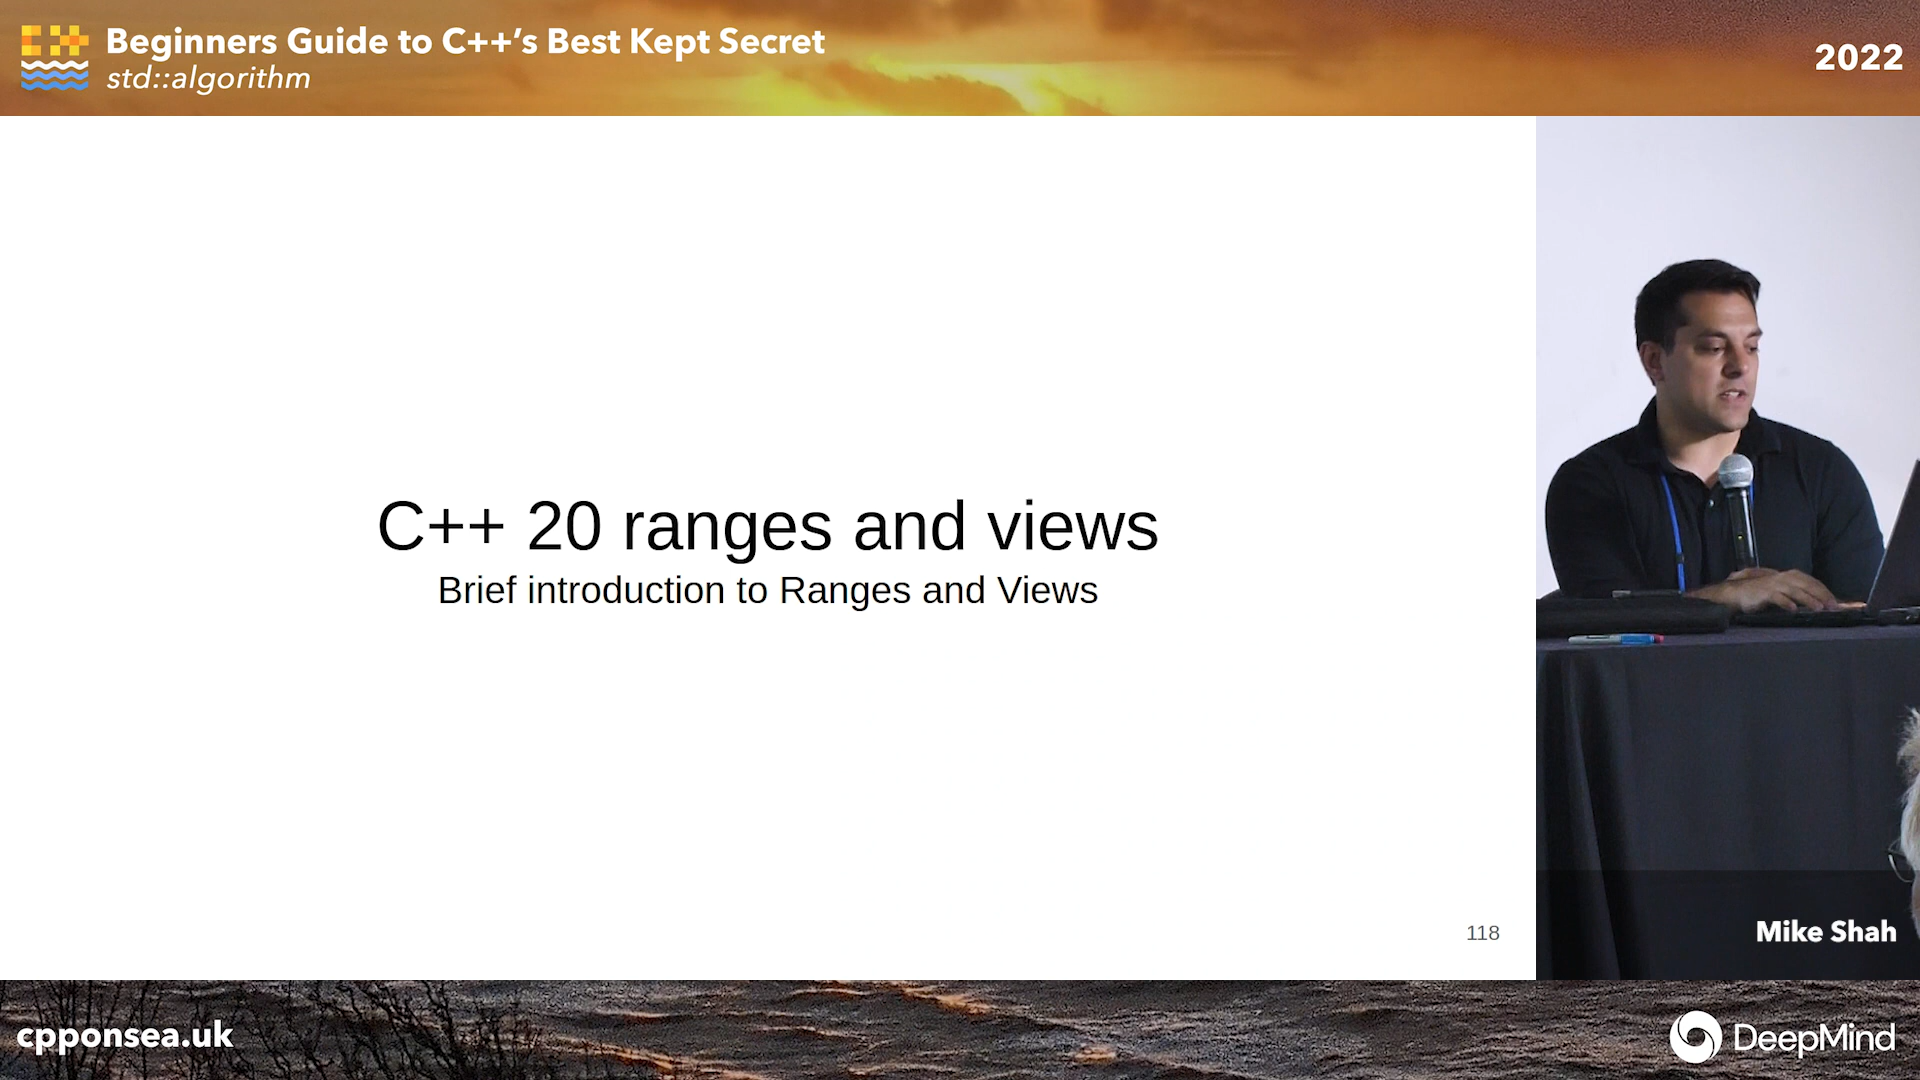 Beginners Guide to C++’s Best Kept Secret
std::algorithm
2022
C++ 20 ranges and views
Brief introduction to Ranges and Views
118
Mike Shah
cpponsea.uk
DeepMind